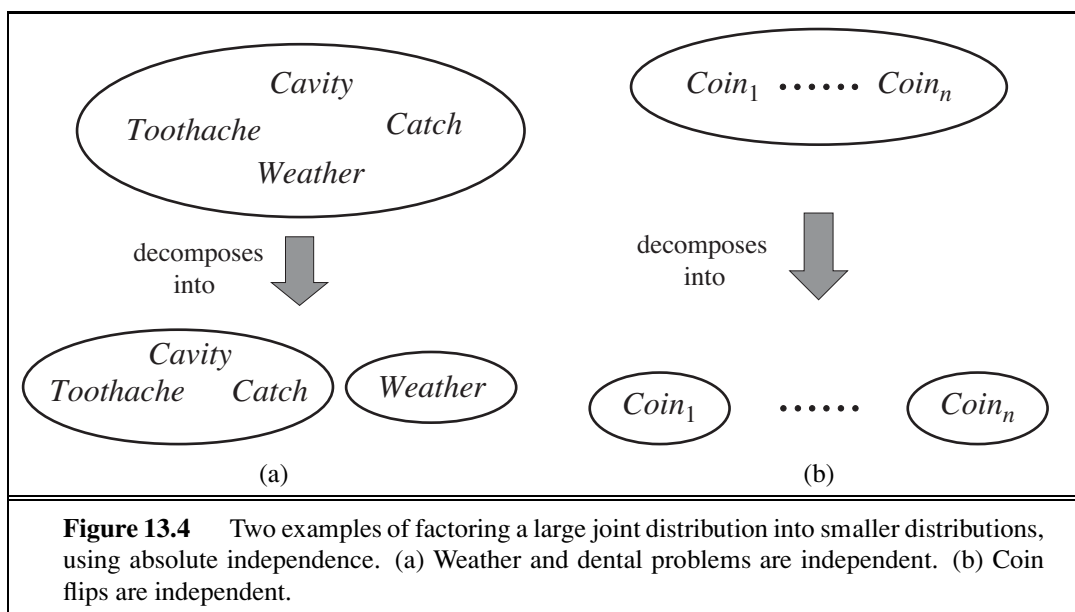 Cavity
Toothache Catch
Weather
decomposes
into
Cavity
Toothache Catch Weather
(a)
Coin1 ...... Coinn
decomposes
into
Coin1 ...... Coinn
(b)
Figure 13.4 Two examples of factoring a large joint distribution into smaller distributions,
using absolute independence. (a) Weather and dental problems are independent. (b) Coin
flips are independent.